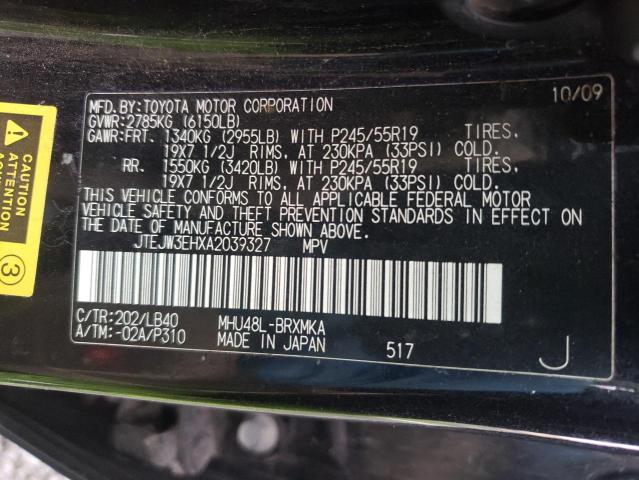 MFD.BY:TOYOTA MOTOR CORPORATION 10/09
GVWR:2785KG (6150LB)
GAWR:FRT. 1340KG (2955LB) WITH P245/55R19 TIRES,
19X7 1/2J RIMS, AT 230KPA (33PSI) COLD.
RR. 1550KG (3420LB) WITH P245/55R19 TIRES,
19X7 1/2J RIMS, AT 230KPA (33PSI) COLD.
THIS VEHICLE CONFORMS TO ALL APPLICABLE FEDERAL MOTOR
VEHICLE SAFETY AND THEFT PREVENTION STANDARDS IN EFFECT ON
THE DATE OF MANUFACTURE SHOWN ABOVE.
JTEJW3EHXA2039327 MPV
C/TR:202/LB40 MHU48L-BRXMKA
A/TM:-02A/P310 MADE IN JAPAN 517 J
3